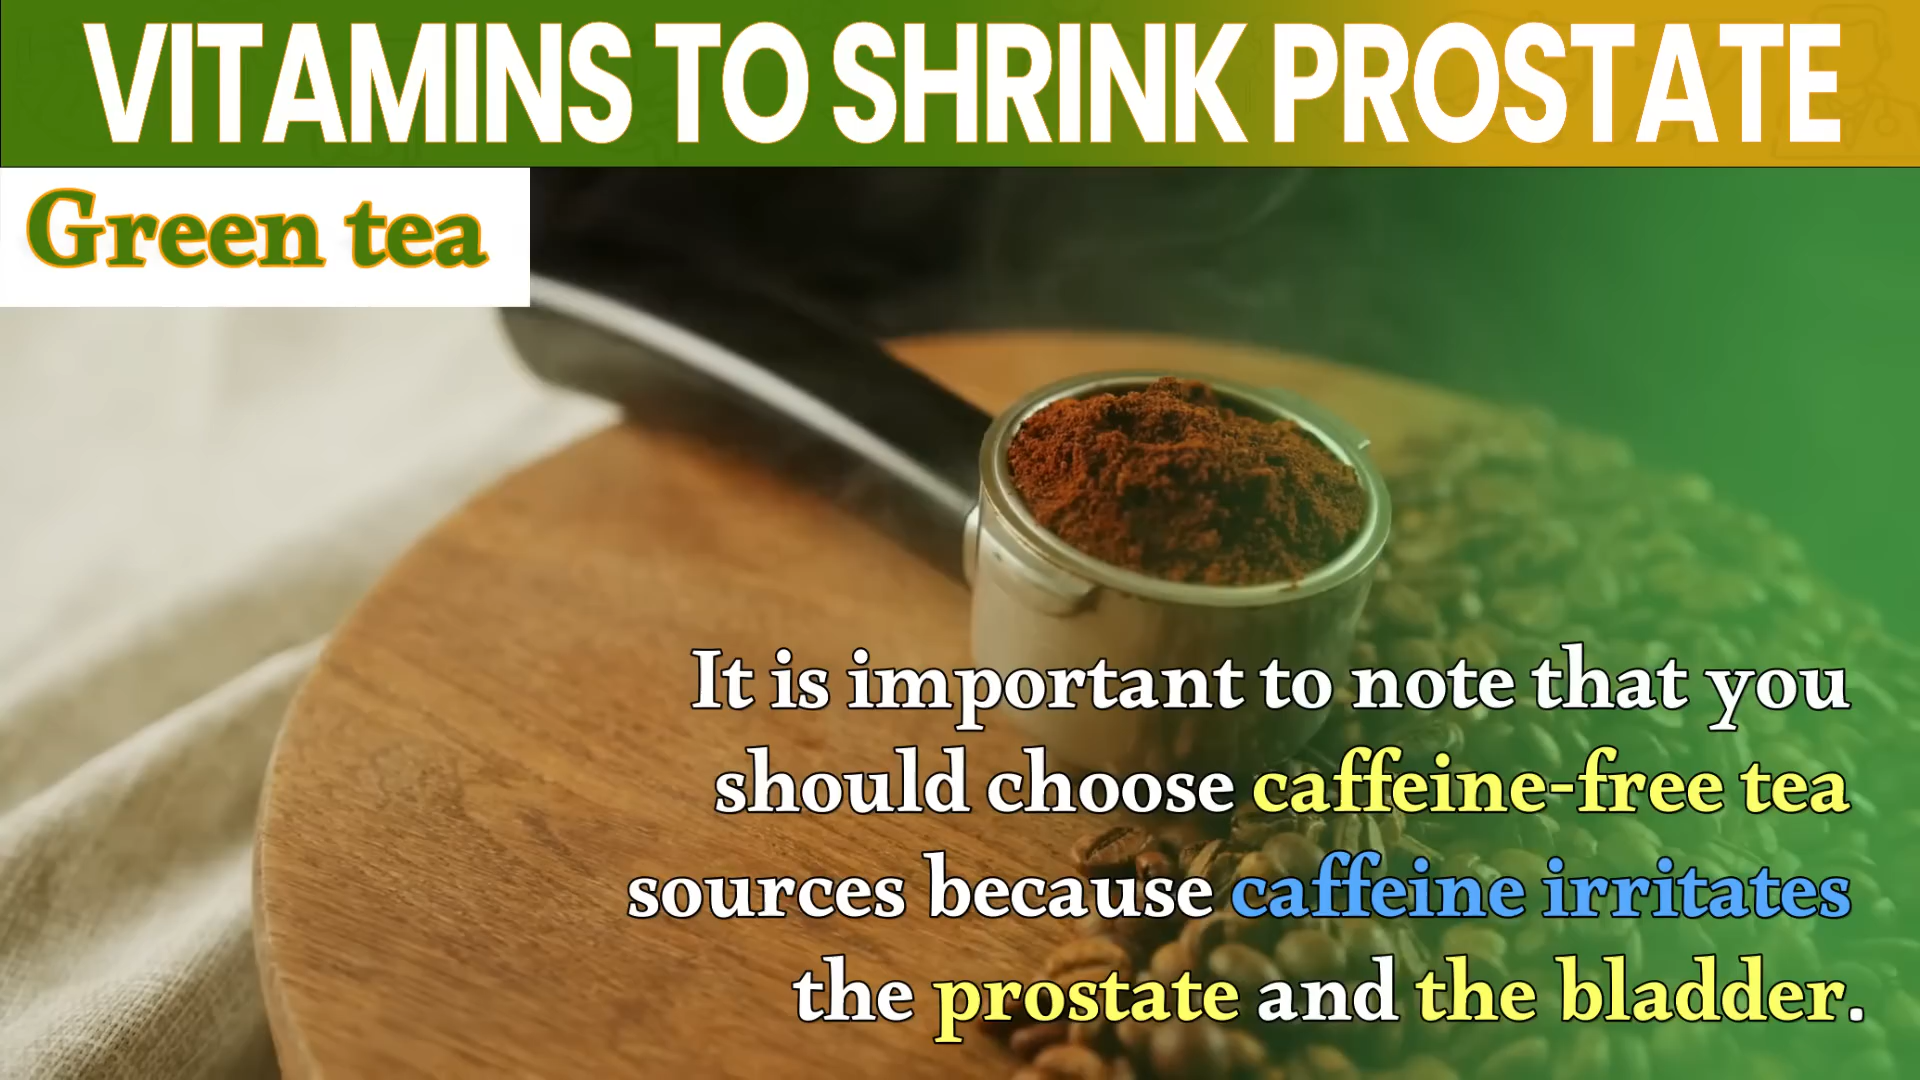 VITAMINS TO SHRINK PROSTATE
Green tea
It is important to note that you
should choose caffeine-free tea
sources because caffeine irritates
the prostate and the bladder.